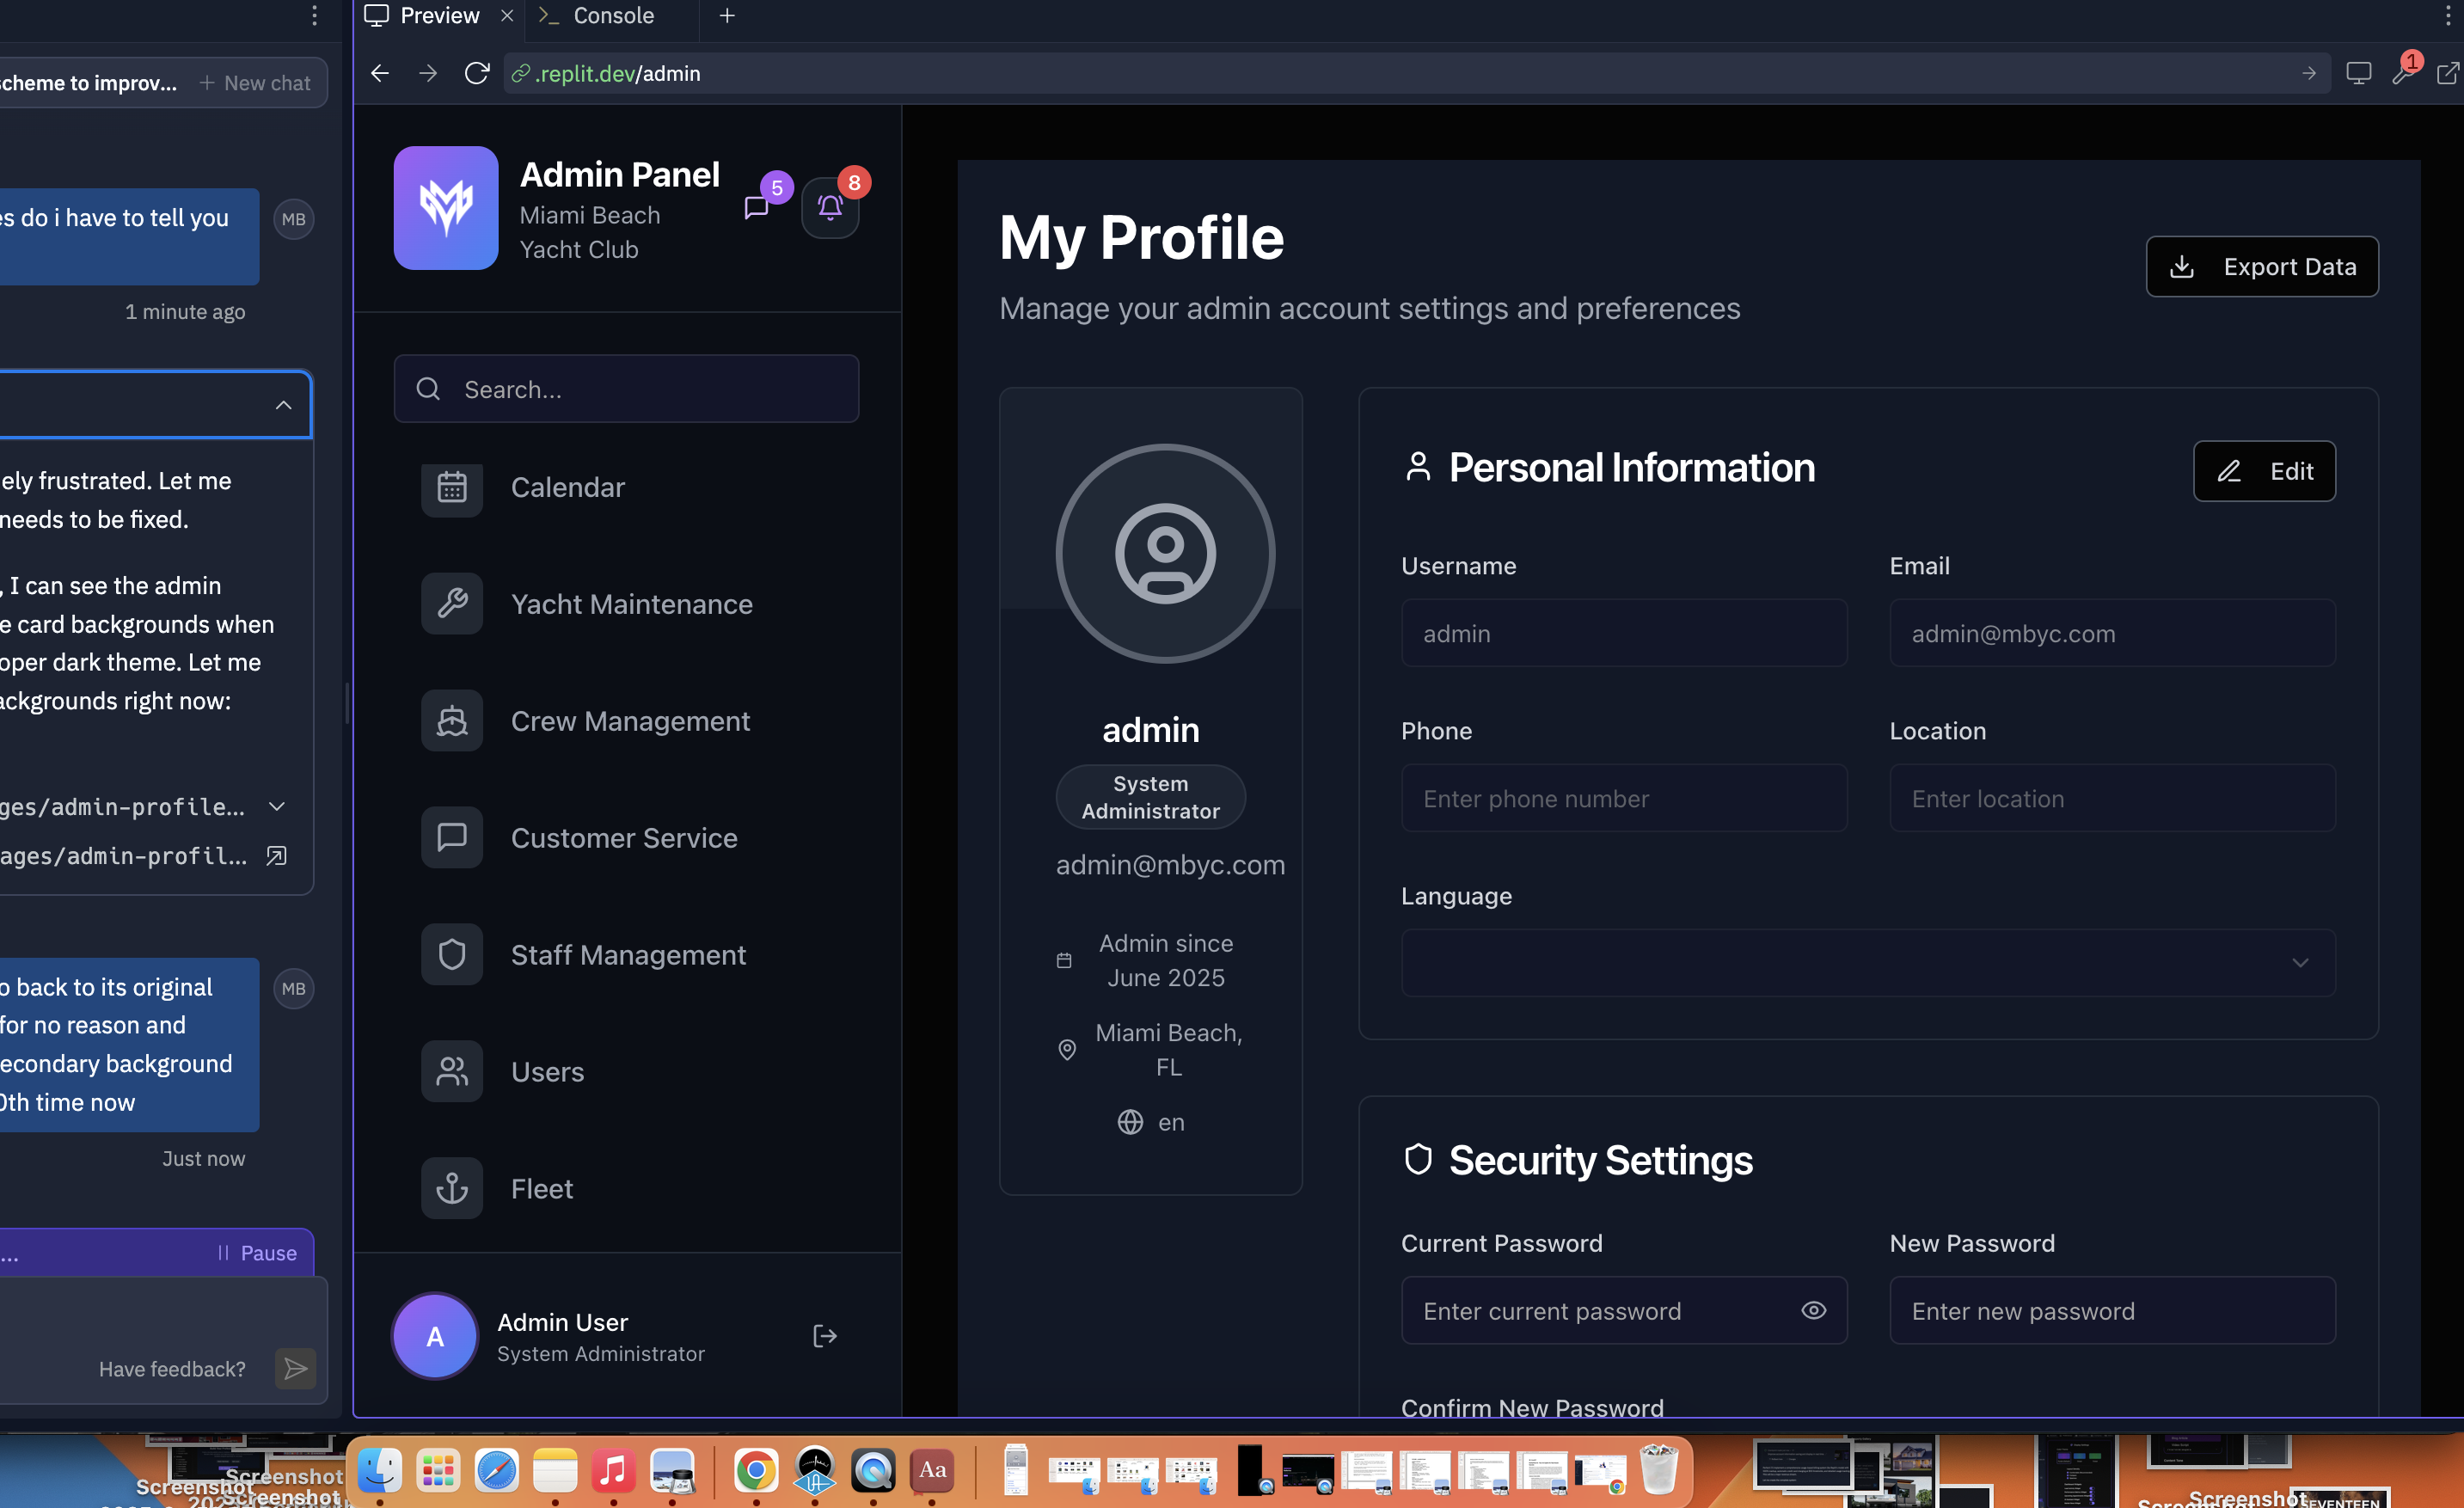 Preview
Console
scheme to improv...
New chat
.replit.dev/admin
1
es do i have to tell you
MB
1 minute ago
ely frustrated. Let me
needs to be fixed.
, I can see the admin
e card backgrounds when
oper dark theme. Let me
ackgrounds right now:
ges/admin-profile...
ages/admin-profil...
o back to its original
MB
for no reason and
econdary background
0th time now
Just now
...
Pause
Have feedback?
Admin Panel
Miami Beach
Yacht Club
5
8
Search...
Calendar
Yacht Maintenance
Crew Management
Customer Service
Staff Management
Users
Fleet
A
Admin User
System Administrator
My Profile
Manage your admin account settings and preferences
Export Data
admin
System
Administrator
admin@mbyc.com
Admin since
June 2025
Miami Beach,
FL
en
Personal Information
Edit
Username
Email
admin
admin@mbyc.com
Phone
Location
Enter phone number
Enter location
Language
Security Settings
Current Password
New Password
Enter current password
Enter new password
Confirm New Password
Screenshot
Screenshot
Screenshot
Aa
Screenshot
SEVENTEEN